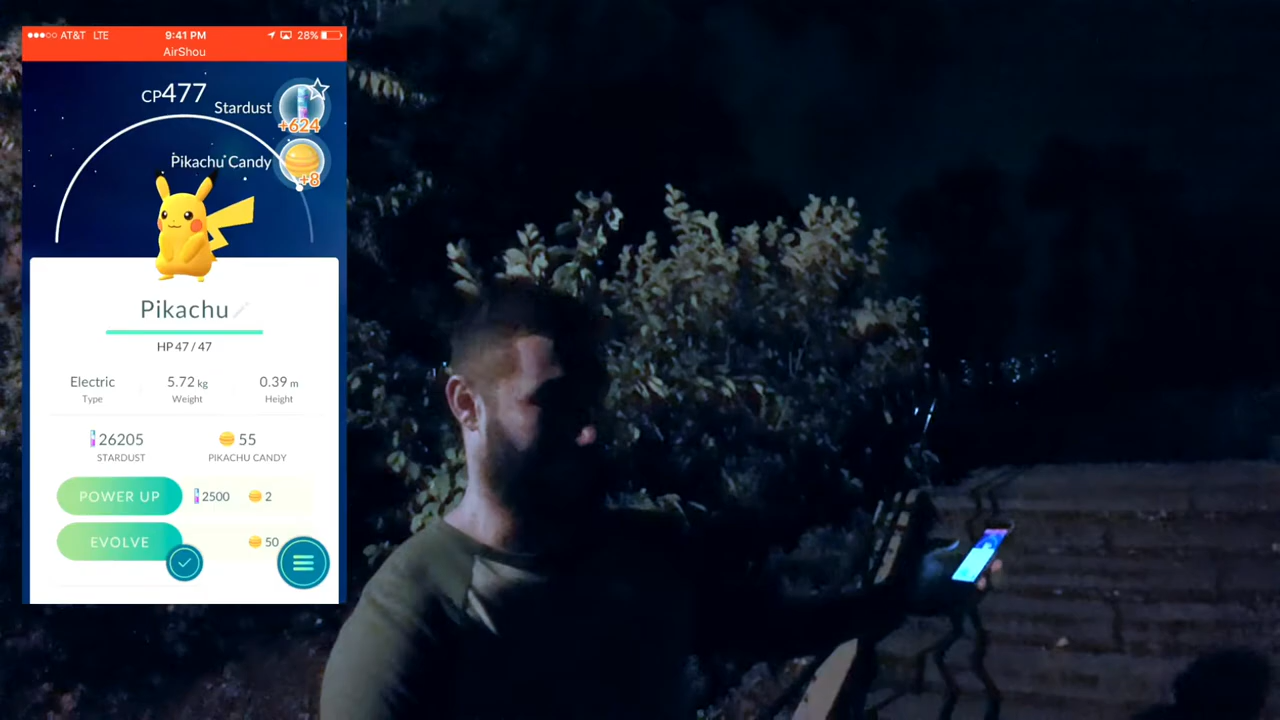 AT&T LTE 9:41 PM 28%
AirShou
CP477
Stardust
+624
Pikachu Candy
+8
Pikachu
HP 47 / 47
Electric 5.72 kg 0.39 m
Type Weight Height
26205 55
STARDUST PIKACHU CANDY
POWER UP 2500 2
EVOLVE 50